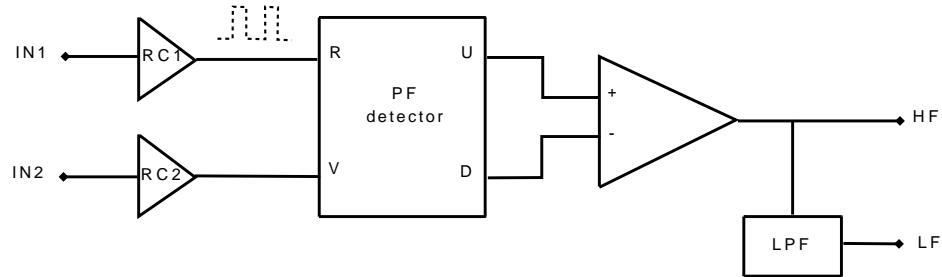 IN1
RC1
R
U
PF
detector
+
-
HF
IN2
RC2
V
D
LPF
LF